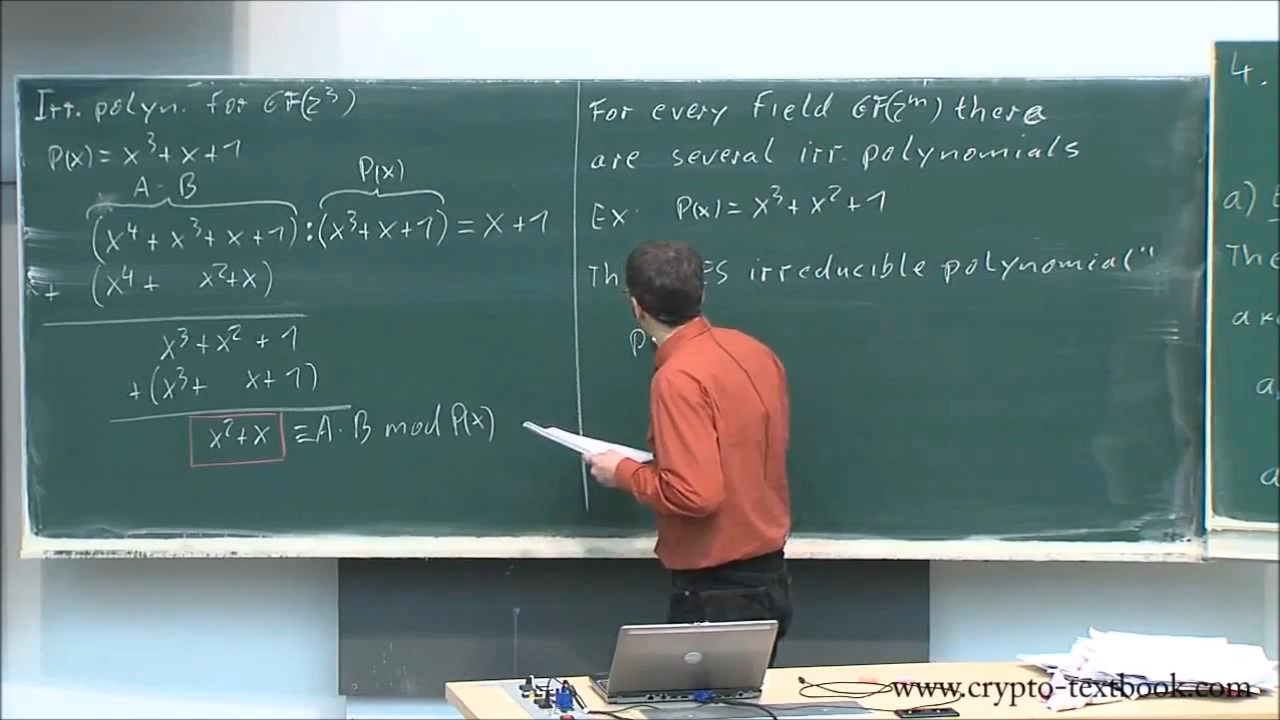 Irr. polyn. for GF(2³)
P(x) = x³ + x + 1
A · B
P(x)
(x⁴ + x³ + x + 1) : (x³ + x + 1) = x + 1
+ (x⁴ + x² + x)
x³ + x² + 1
+ (x³ + x + 1)
x² + x ≡ A · B mod P(x)
For every field GF(2ᵐ) there
are several irr. polynomials
Ex. P(x) = x³ + x² + 1
irreducible polynomial"
P
4.
a)
The
a
www.crypto-textbook.com